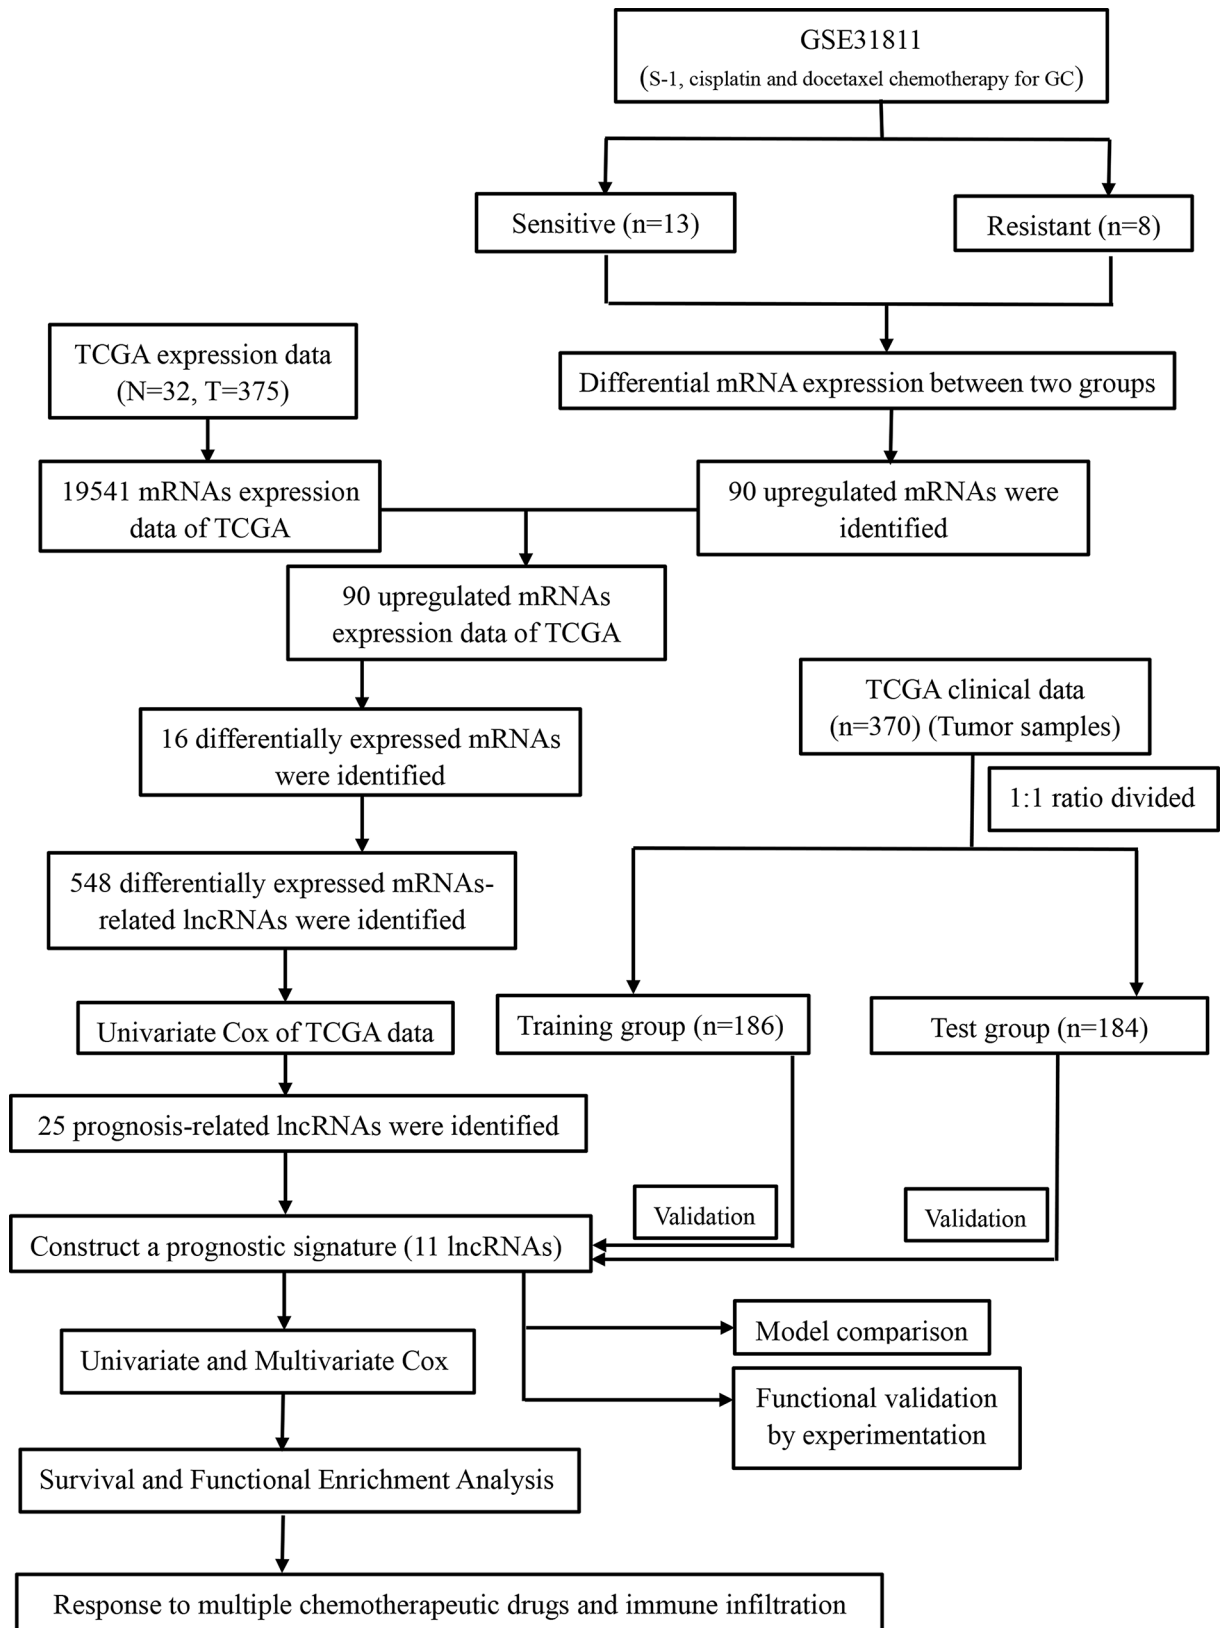 GSE31811
(S-1, cisplatin and docetaxel chemotherapy for GC)
Sensitive (n=13)
Resistant (n=8)
TCGA expression data
(N=32, T=375)
Differential mRNA expression between two groups
19541 mRNAs expression
data of TCGA
90 upregulated mRNAs were
identified
90 upregulated mRNAs
expression data of TCGA
TCGA clinical data
(n=370) (Tumor samples)
16 differentially expressed mRNAs
were identified
1:1 ratio divided
548 differentially expressed mRNAs-
related lncRNAs were identified
Training group (n=186)
Test group (n=184)
Univariate Cox of TCGA data
25 prognosis-related lncRNAs were identified
Validation
Validation
Construct a prognostic signature (11 lncRNAs)
Model comparison
Univariate and Multivariate Cox
Functional validation
by experimentation
Survival and Functional Enrichment Analysis
Response to multiple chemotherapeutic drugs and immune infiltration